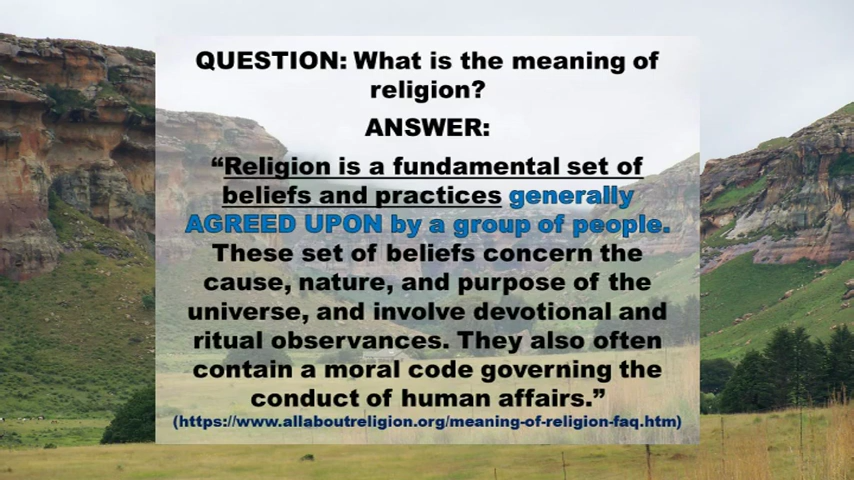 QUESTION: What is the meaning of
religion?
ANSWER:
“Religion is a fundamental set of
beliefs and practices generally
AGREED UPON by a group of people.
These set of beliefs concern the
cause, nature, and purpose of the
universe, and involve devotional and
ritual observances. They also often
contain a moral code governing the
conduct of human affairs.”
(https://www.allaboutreligion.org/meaning-of-religion-faq.htm)